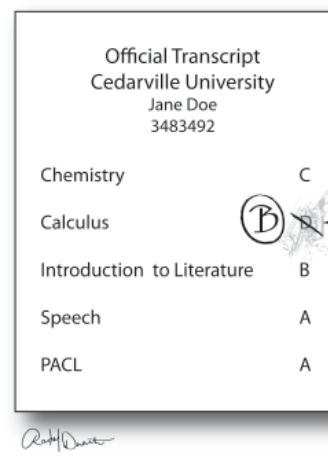 Official Transcript
Cedarville University
Jane Doe
3483492
Chemistry C
Calculus B D
Introduction to Literature B
Speech A
PACL A